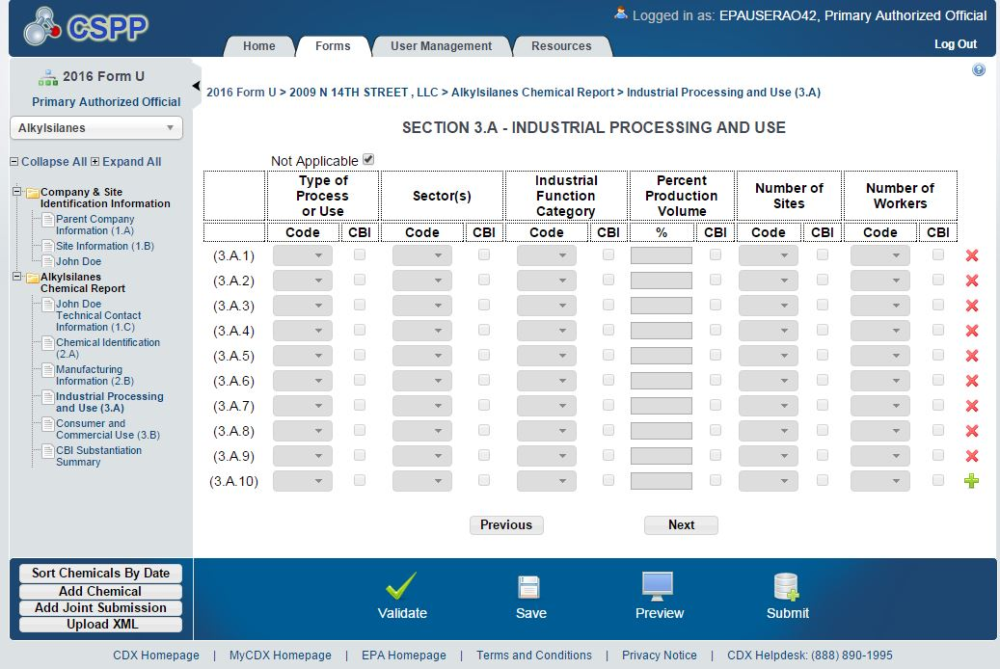 CSPP
Logged in as: EPAUSERAO42, Primary Authorized Official
Home
Forms
User Management
Resources
Log Out
2016 Form U
Primary Authorized Official
Alkylsilanes
Collapse All Expand All
Company & Site
Identification Information
Parent Company
Information (1.A)
Site Information (1.B)
John Doe
Alkylsilanes
Chemical Report
John Doe
Technical Contact
Information (1.C)
Chemical Identification
(2.A)
Manufacturing
Information (2.B)
Industrial Processing
and Use (3.A)
Consumer and
Commercial Use (3.B)
CBI Substantiation
Summary
2016 Form U > 2009 N 14TH STREET , LLC > Alkylsilanes Chemical Report > Industrial Processing and Use (3.A)
SECTION 3.A - INDUSTRIAL PROCESSING AND USE
Not Applicable
Type of
Process
or Use
Sector(s)
Industrial
Function
Category
Percent
Production
Volume
Number of
Sites
Number of
Workers
Code CBI Code CBI Code CBI % CBI Code CBI Code CBI
(3.A.1)
(3.A.2)
(3.A.3)
(3.A.4)
(3.A.5)
(3.A.6)
(3.A.7)
(3.A.8)
(3.A.9)
(3.A.10)
Previous
Next
Sort Chemicals By Date
Add Chemical
Add Joint Submission
Upload XML
Validate
Save
Preview
Submit
CDX Homepage | MyCDX Homepage | EPA Homepage | Terms and Conditions | Privacy Notice | CDX Helpdesk: (888) 890-1995